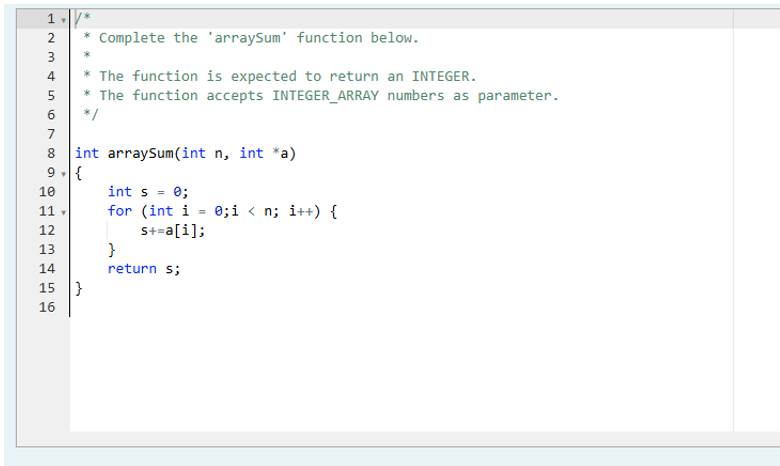 1 /*
2  * Complete the 'arraySum' function below.
3  *
4  * The function is expected to return an INTEGER.
5  * The function accepts INTEGER_ARRAY numbers as parameter.
6  */
7
8 int arraySum(int n, int *a)
9 {
10     int s = 0;
11     for (int i = 0;i < n; i++) {
12         s+=a[i];
13     }
14     return s;
15 }
16